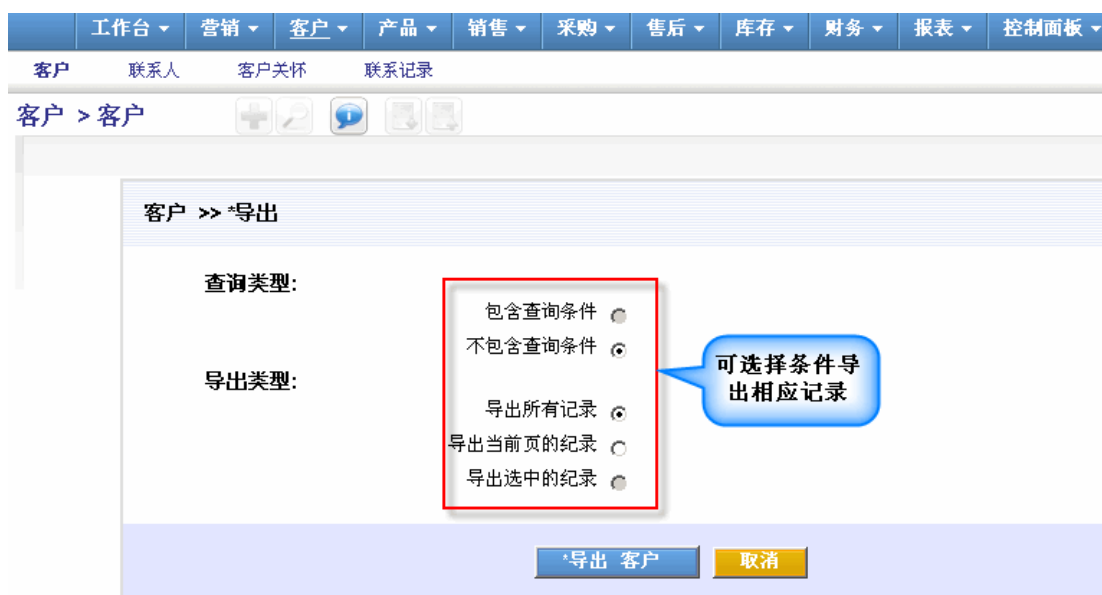 工作台 营销 客户 产品 销售 采购 售后 库存 财务 报表 控制面板
客户 联系人 客户关怀 联系记录
客户 > 客户
客户 >> *导出
查询类型:
包含查询条件
不包含查询条件
导出类型:
导出所有记录
导出当前页的纪录
导出选中的纪录
可选择条件导
出相应记录
*导出 客户 取消